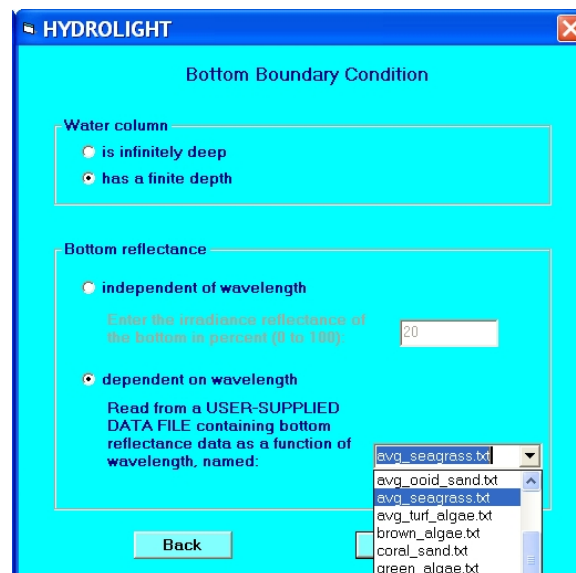 HYDROLIGHT
Bottom Boundary Condition
Water column
is infinitely deep
has a finite depth
Bottom reflectance
independent of wavelength
Enter the irradiance reflectance of
the bottom in percent (0 to 100):
20
dependent on wavelength
Read from a USER-SUPPLIED
DATA FILE containing bottom
reflectance data as a function of
wavelength, named:
avg_seagrass.txt
avg_ooid_sand.txt
avg_seagrass.txt
avg_turf_algae.txt
brown_algae.txt
coral_sand.txt
green_algae.txt
Back